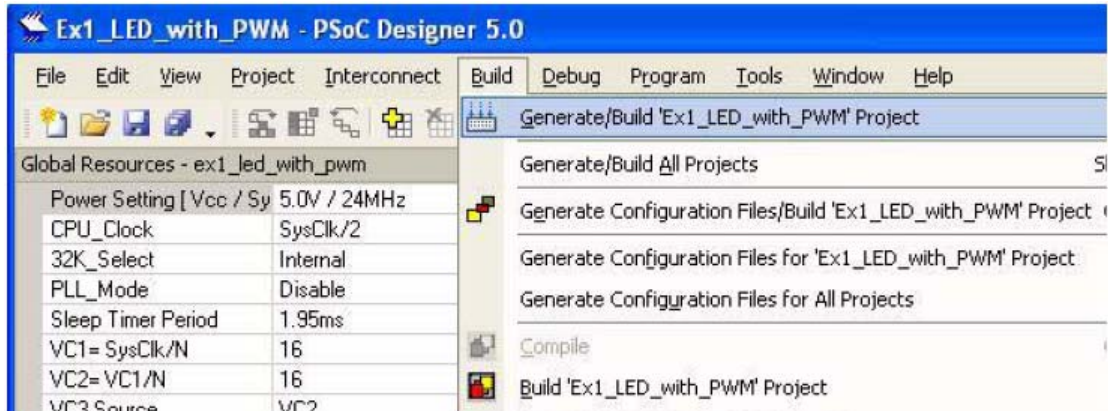 Ex1_LED_with_PWM - PSoC Designer 5.0
File Edit View Project Interconnect Build Debug Program Tools Window Help
Generate/Build 'Ex1_LED_with_PWM' Project
Global Resources - ex1_led_with_pwm
Generate/Build All Projects
Power Setting [ Vcc / Sy 5.0V / 24MHz
Generate Configuration Files/Build 'Ex1_LED_with_PWM' Project
CPU_Clock SysClk/2
32K_Select Internal
Generate Configuration Files for 'Ex1_LED_with_PWM' Project
PLL_Mode Disable
Generate Configuration Files for All Projects
Sleep Timer Period 1.95ms
VC1= SysClk/N 16
Compile
VC2= VC1/N 16
Build 'Ex1_LED_with_PWM' Project
VC3 Source VC2